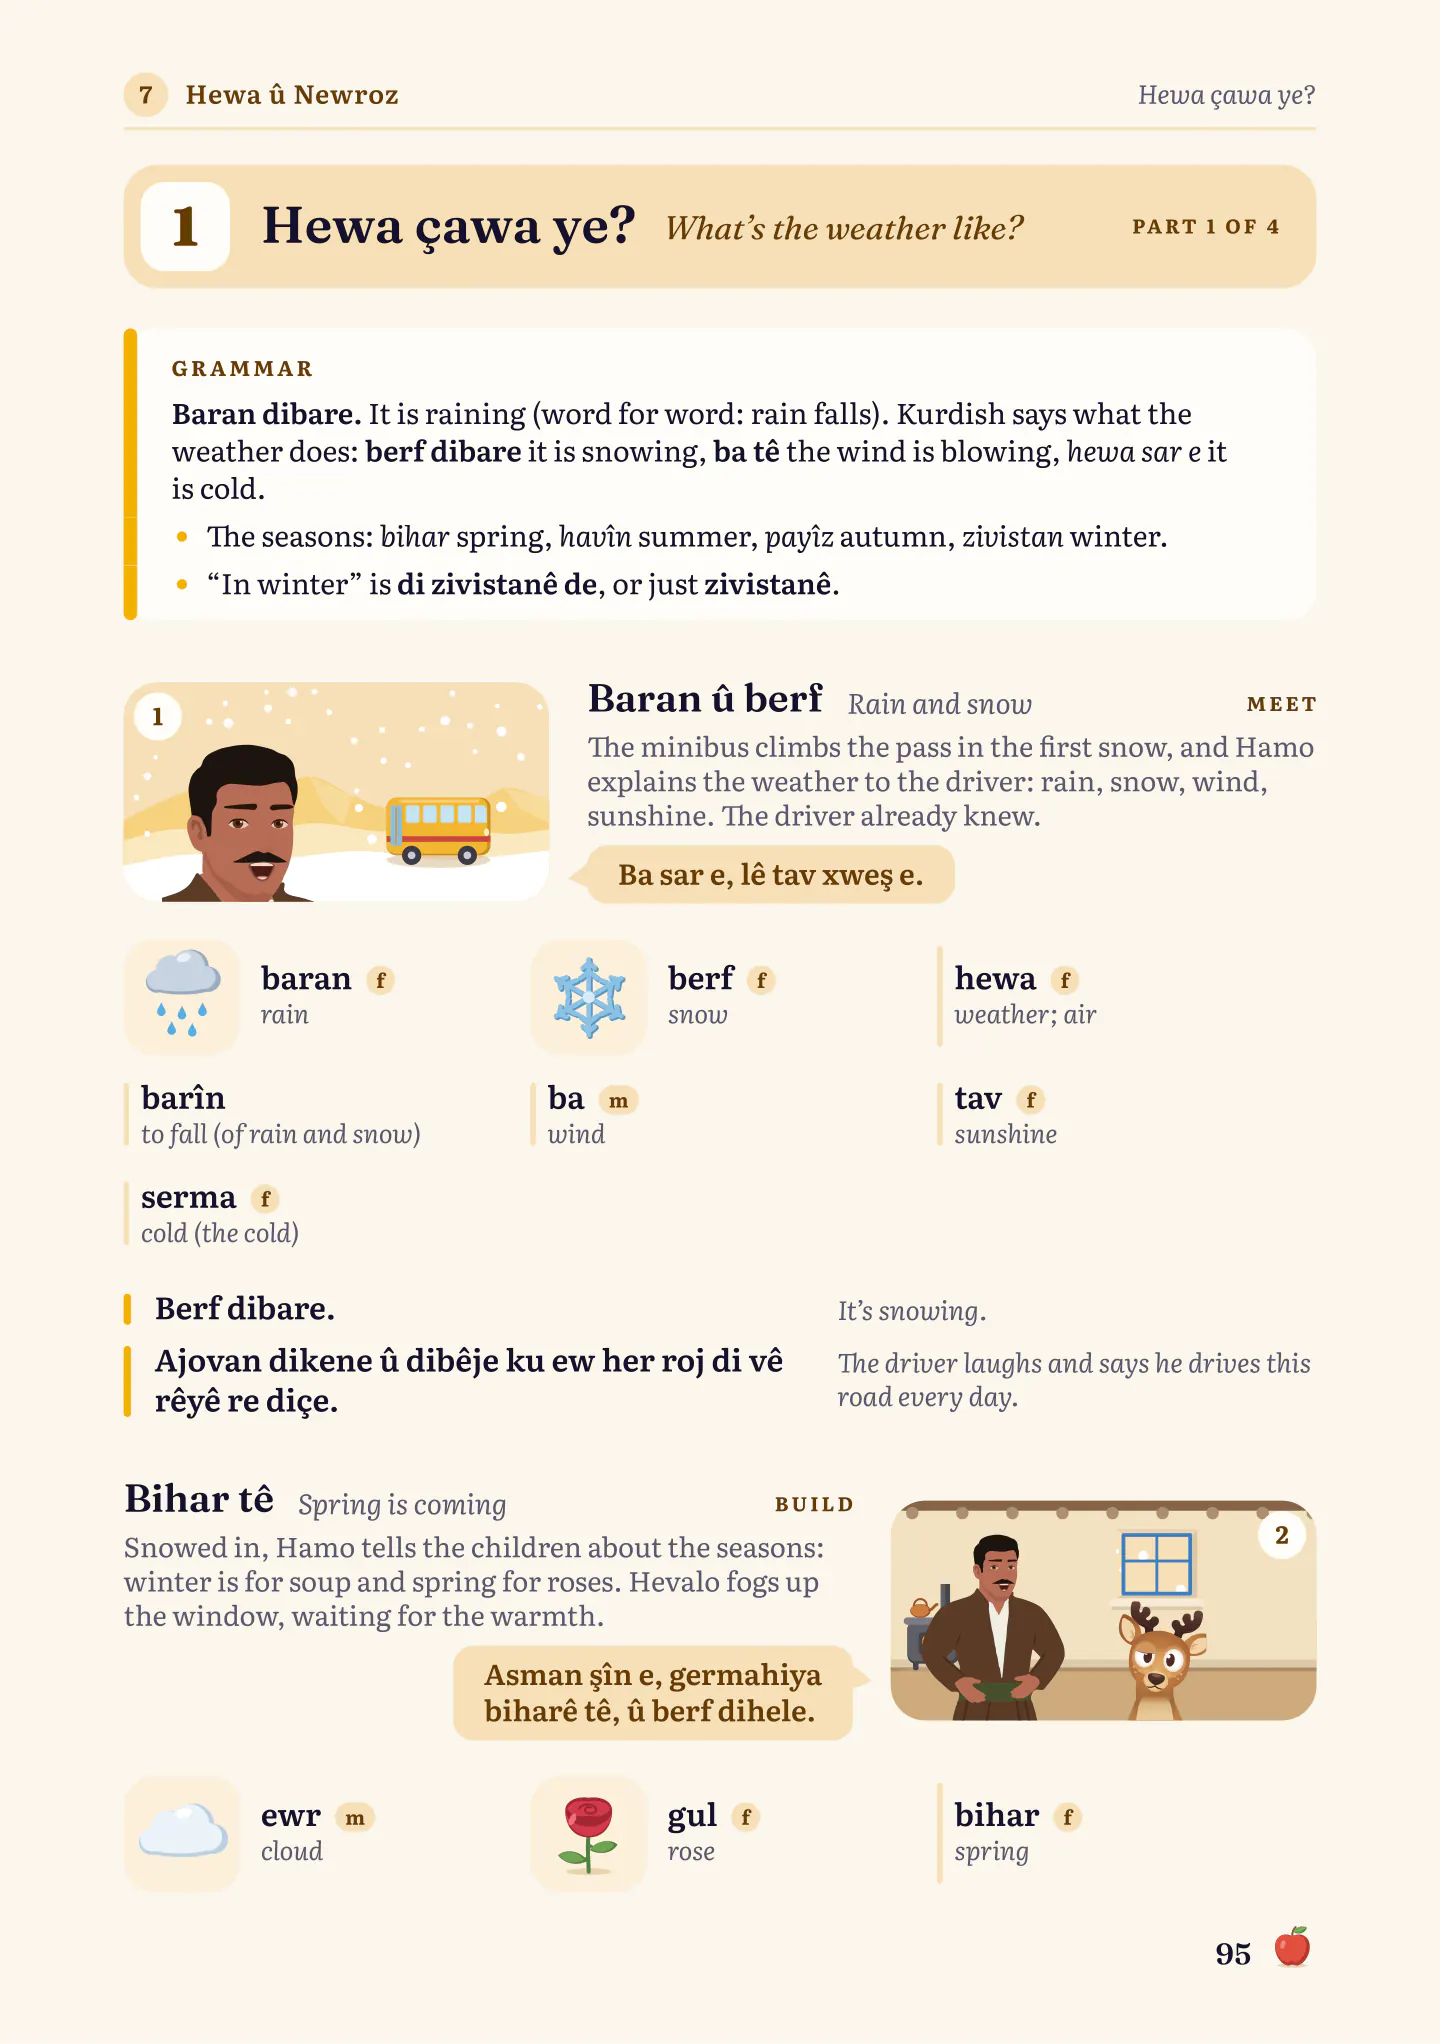 7 Hewa û Newroz
Hewa çawa ye?
1 Hewa çawa ye? What's the weather like? PART 1 OF 4
GRAMMAR
Baran dibare. It is raining (word for word: rain falls). Kurdish says what the
weather does: berf dibare it is snowing, ba tê the wind is blowing, hewa sar e it
is cold.
• The seasons: bihar spring, havîn summer, payîz autumn, zivistan winter.
• “In winter” is di zivistanê de, or just zivistanê.
1
Baran û berf Rain and snow MEET
The minibus climbs the pass in the first snow, and Hamo
explains the weather to the driver: rain, snow, wind,
sunshine. The driver already knew.
Ba sar e, lê tav xweş e.
baran f
rain
berf f
snow
hewa f
weather; air
barîn
to fall (of rain and snow)
ba m
wind
tav f
sunshine
serma f
cold (the cold)
Berf dibare.
It's snowing.
Ajovan dikene û dibêje ku ew her roj di vê
rêyê re diçe.
The driver laughs and says he drives this
road every day.
Bihar tê Spring is coming BUILD
Snowed in, Hamo tells the children about the seasons:
winter is for soup and spring for roses. Hevalo fogs up
the window, waiting for the warmth.
Asman şîn e, germahiya
biharê tê, û berf dihele.
2
ewr m
cloud
gul f
rose
bihar f
spring
95